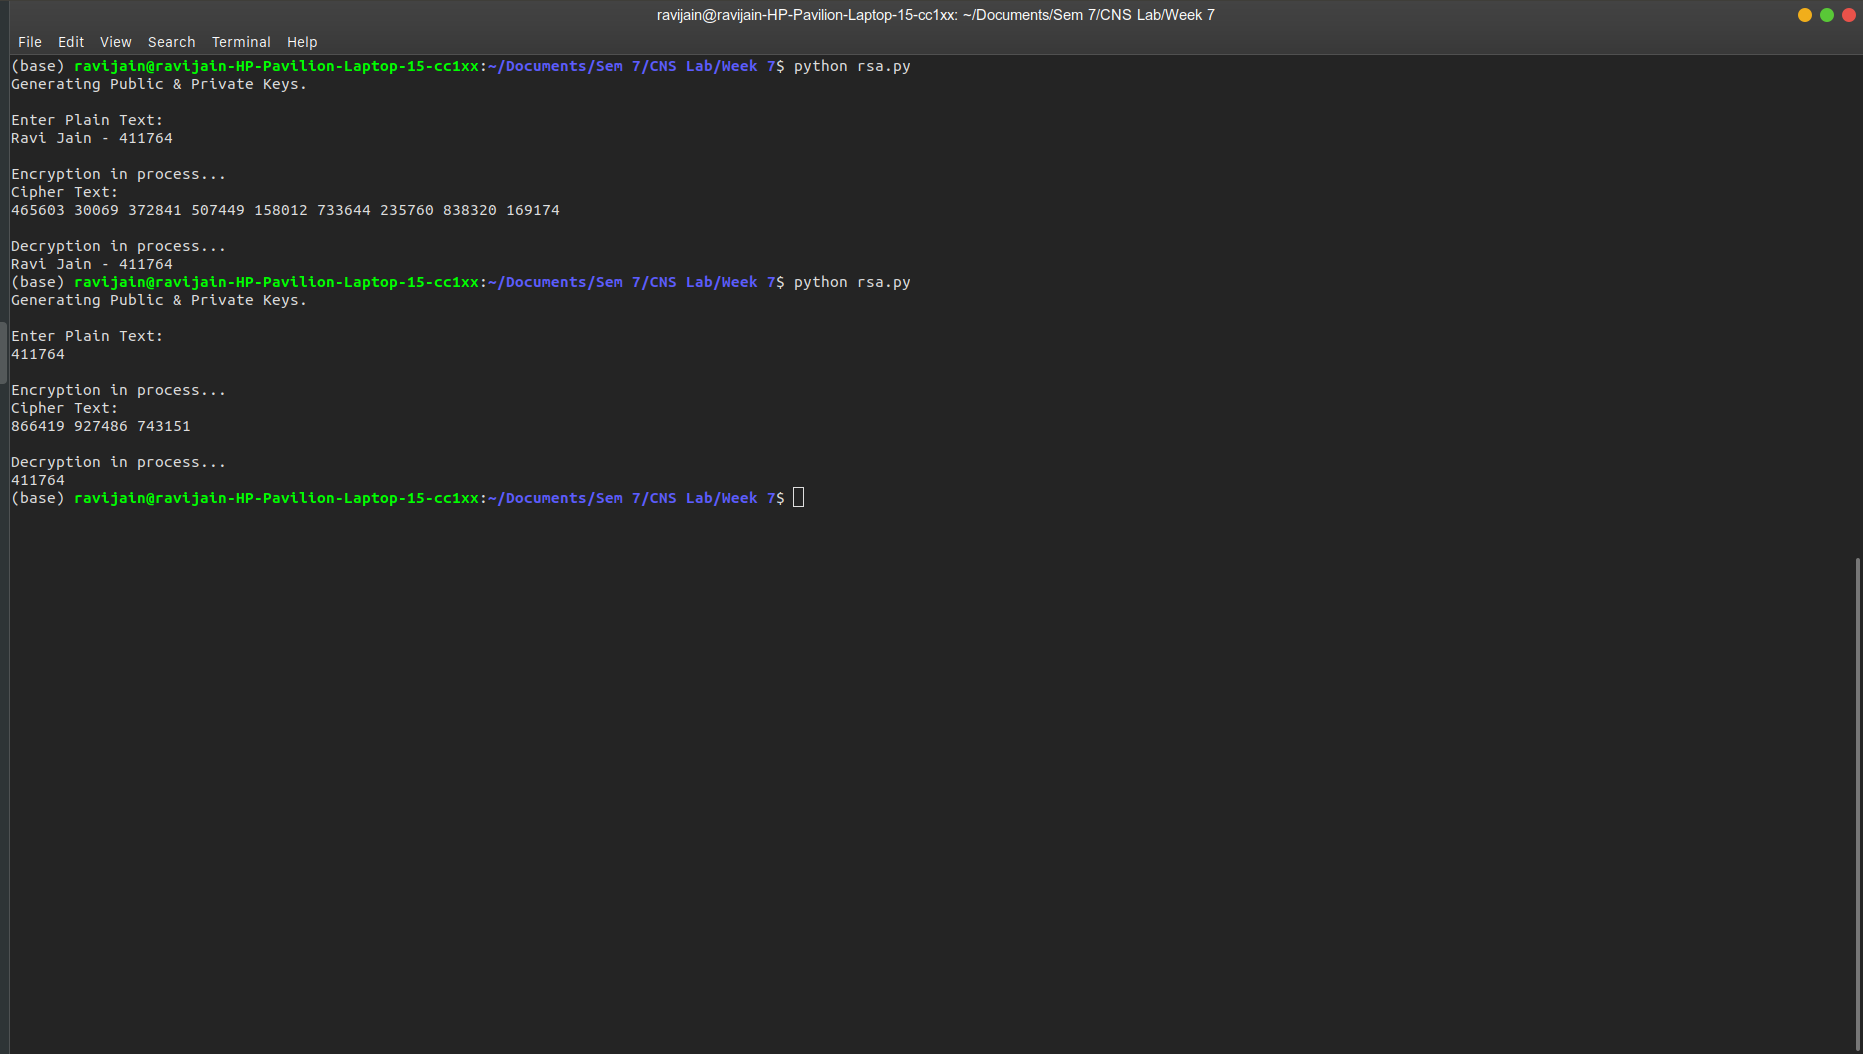 ravijain@ravijain-HP-Pavilion-Laptop-15-cc1xx: ~/Documents/Sem 7/CNS Lab/Week 7
File Edit View Search Terminal Help
(base) ravijain@ravijain-HP-Pavilion-Laptop-15-cc1xx:~/Documents/Sem 7/CNS Lab/Week 7$ python rsa.py
Generating Public & Private Keys.
Enter Plain Text:
Ravi Jain - 411764
Encryption in process...
Cipher Text:
465603 30069 372841 507449 158012 733644 235760 838320 169174
Decryption in process...
Ravi Jain - 411764
(base) ravijain@ravijain-HP-Pavilion-Laptop-15-cc1xx:~/Documents/Sem 7/CNS Lab/Week 7$ python rsa.py
Generating Public & Private Keys.
Enter Plain Text:
411764
Encryption in process...
Cipher Text:
866419 927486 743151
Decryption in process...
411764
(base) ravijain@ravijain-HP-Pavilion-Laptop-15-cc1xx:~/Documents/Sem 7/CNS Lab/Week 7$